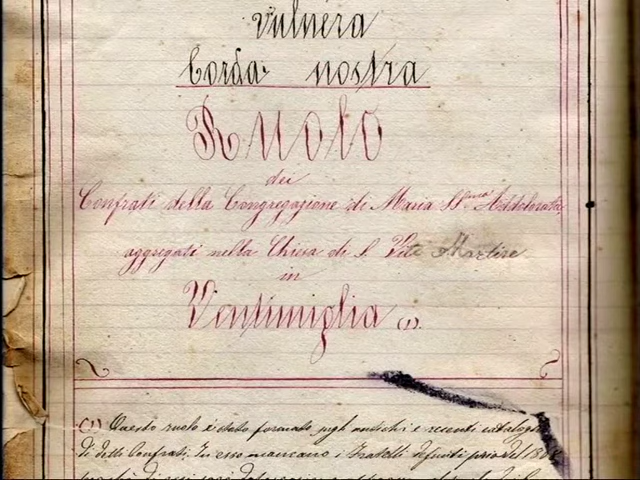 Vulnera
Corda nostra
Ruolo
dei
Confrati della Congregazione di Maria SS.ma Addolorata
aggregati nella Chiesa di S. Vito Martire
in
Ventimiglia (1).
(1) Questo ruolo è stato formato sugli antichi e recenti cataloghi
di detti Confrati. In esso mancano i Fratelli defunti pria del